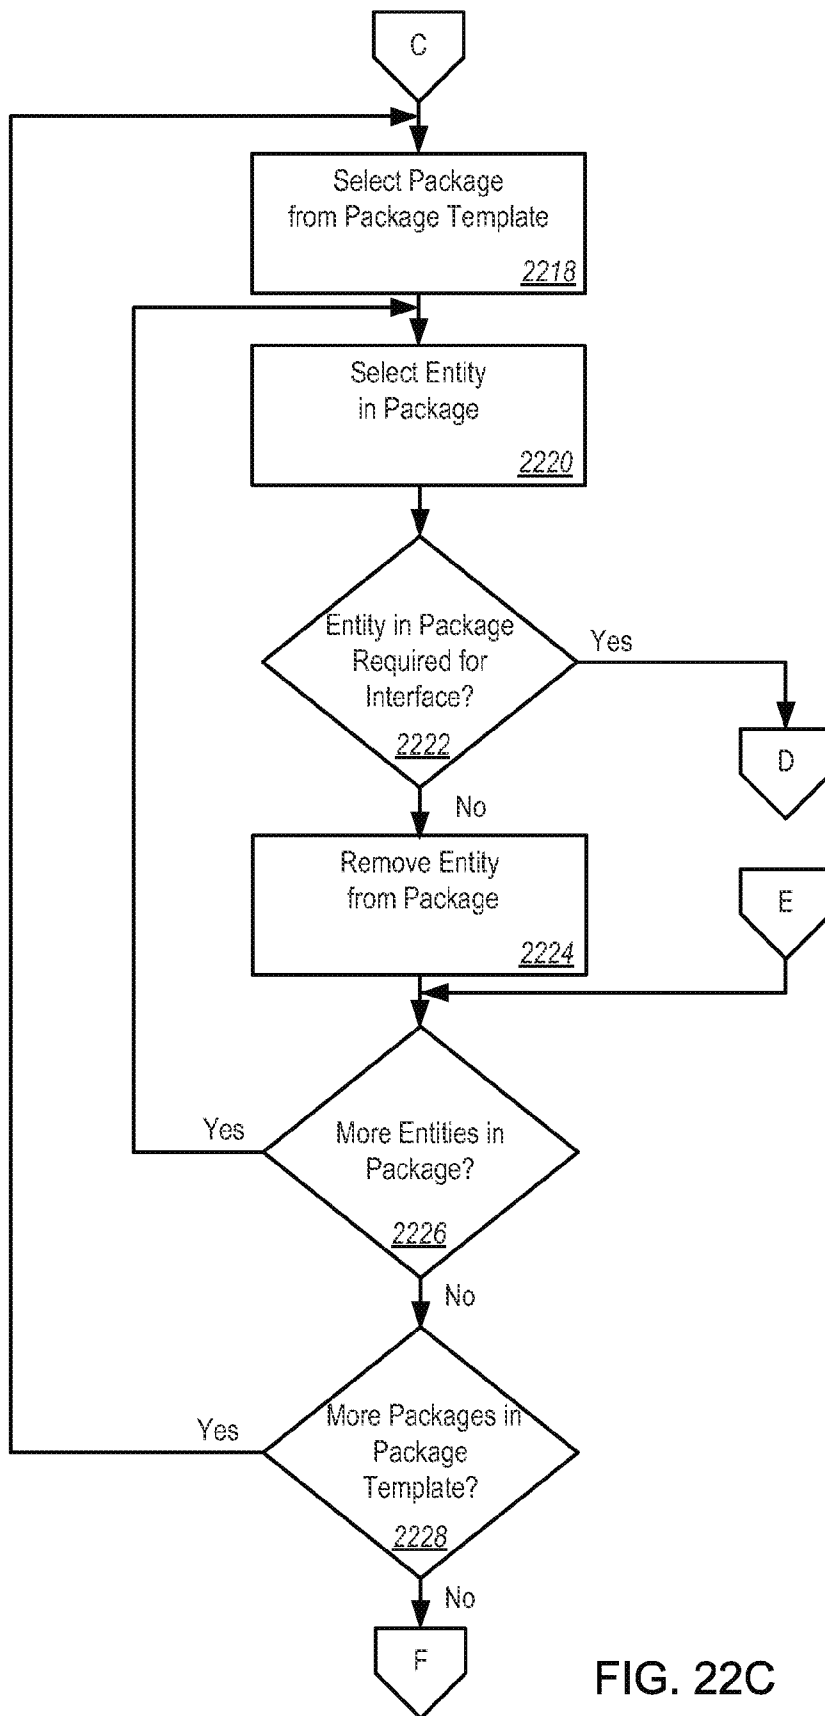 C
Select Package
from Package Template
2218
Select Entity
in Package
2220
Entity in Package
Required for
Interface?
2222
Yes
D
No
Remove Entity
from Package
2224
E
More Entities in
Package?
2226
Yes
No
More Packages in
Package
Template?
2228
Yes
No
F
FIG. 22C